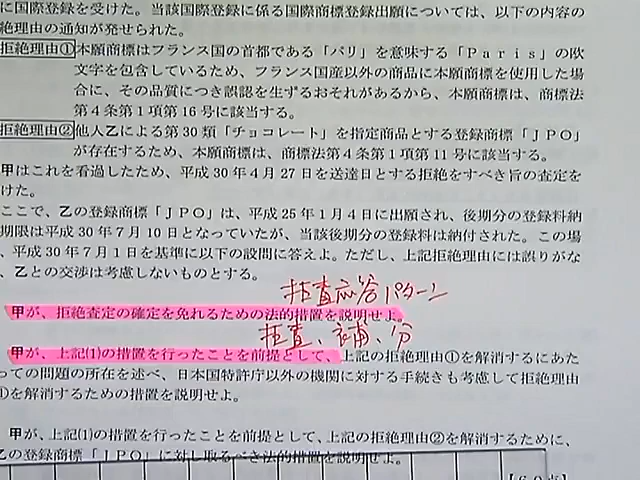 に国際登録を受けた。当該国際登録に係る国際商標登録出願については、以下の内容の
理由の通知が発せられた。
拒絶理由① 本願商標はフランス国の首都である「パリ」を意味する「Ｐａｒｉｓ」の欧
文字を包含しているため、フランス国産以外の商品に本願商標を使用した場
合に、その品質につき誤認を生ずるおそれがあるから、本願商標は、商標法
第４条第１項第 16 号に該当する。
拒絶理由② 他人乙による第 30 類「チョコレート」を指定商品とする登録商標「ＪＰＯ」
が存在するため、本願商標は、商標法第４条第１項第 11 号に該当する。
甲はこれを看過したため、平成 30 年４月 27 日を送達日とする拒絶をすべき旨の査定を
けた。
ここで、乙の登録商標「ＪＰＯ」は、平成 25 年１月４日に出願され、後期分の登録料納
期限は平成 30 年７月 10 日となっていたが、当該後期分の登録料は納付された。この場
、平成 30 年７月１日を基準に以下の設問に答えよ。ただし、上記拒絶理由には誤りがな
、乙との交渉は考慮しないものとする。
拒査応答パターン
甲が、拒絶査定の確定を免れるための法的措置を説明せよ。
拒査、補、分
甲が、上記(1)の措置を行ったことを前提として、上記の拒絶理由①を解消するにあた
っての問題の所在を述べ、日本国特許庁以外の機関に対する手続きも考慮して拒絶理由
①を解消するための措置を説明せよ。
甲が、上記(1)の措置を行ったことを前提として、上記の拒絶理由②を解消するために、
乙の登録商標「ＪＰＯ」に対し取るべき法的措置を説明せよ。
【６０点】